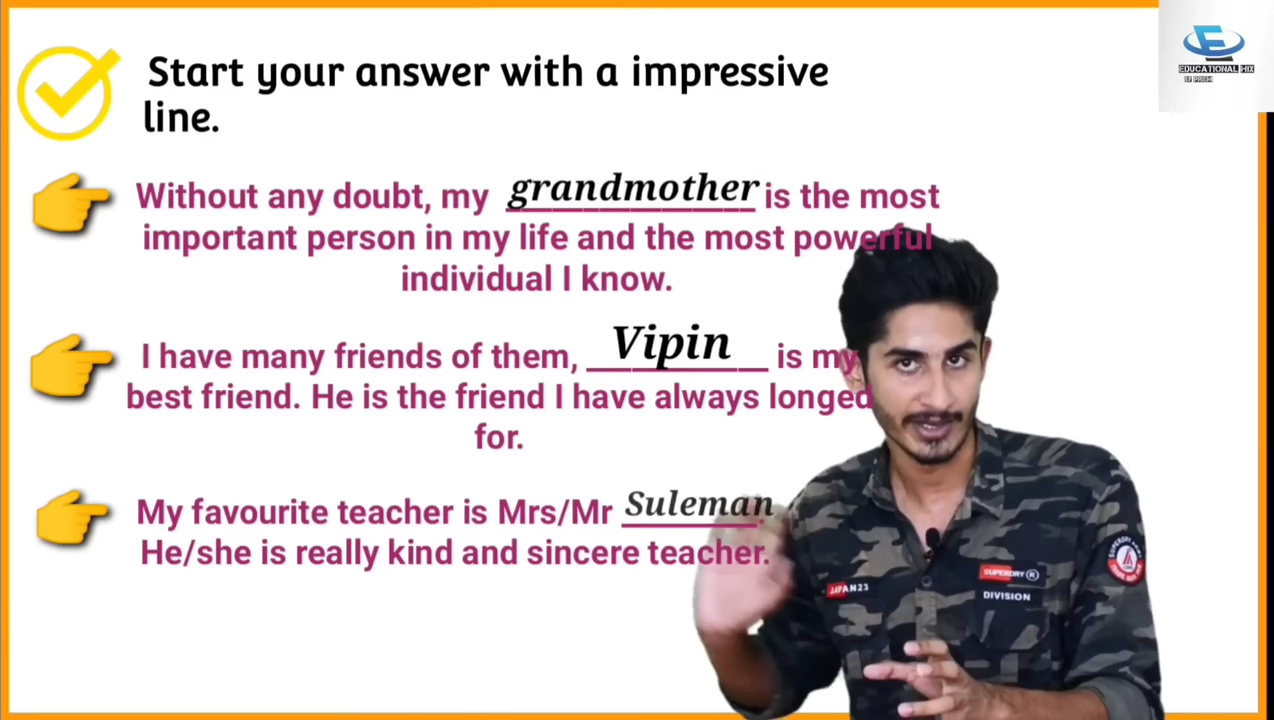 Start your answer with a impressive
line.
EDUCATIONAL MIX
Without any doubt, my grandmother is the most
important person in my life and the most powerful
individual I know.
I have many friends of them, Vipin is my
best friend. He is the friend I have always longed
for.
My favourite teacher is Mrs/Mr Suleman.
He/she is really kind and sincere teacher.
SUPERDRY ®
JAPAN23
DIVISION